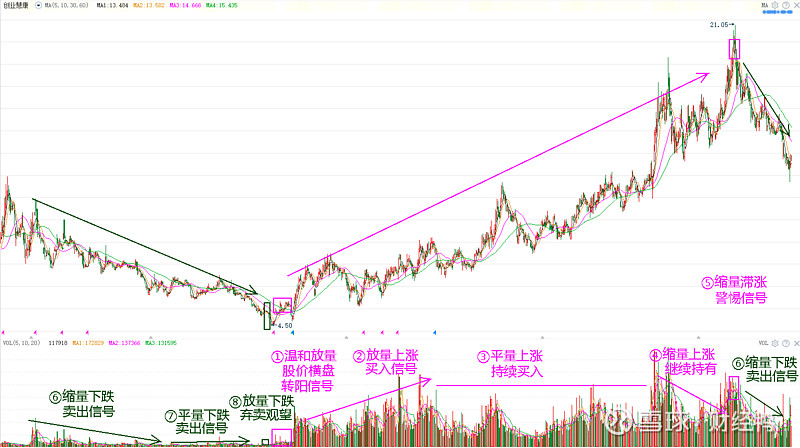 创业慧康 MA(5,10,30,60) MA1:13.484 MA2:13.582 MA3:14.666 MA4:15.435 MA
21.05
4.50
⑤缩量滞涨
警惕信号
VOL(5,10,20) 117918 MA1:172929 MA2:137366 MA3:131595 VOL
①温和放量
股价横盘
转阳信号
②放量上涨
买入信号
③平量上涨
持续买入
④缩量上涨
继续持有
⑥缩量下跌
卖出信号
⑥缩量下跌
卖出信号
⑦平量下跌
卖出信号
⑧放量下跌
弃卖观望
雪球